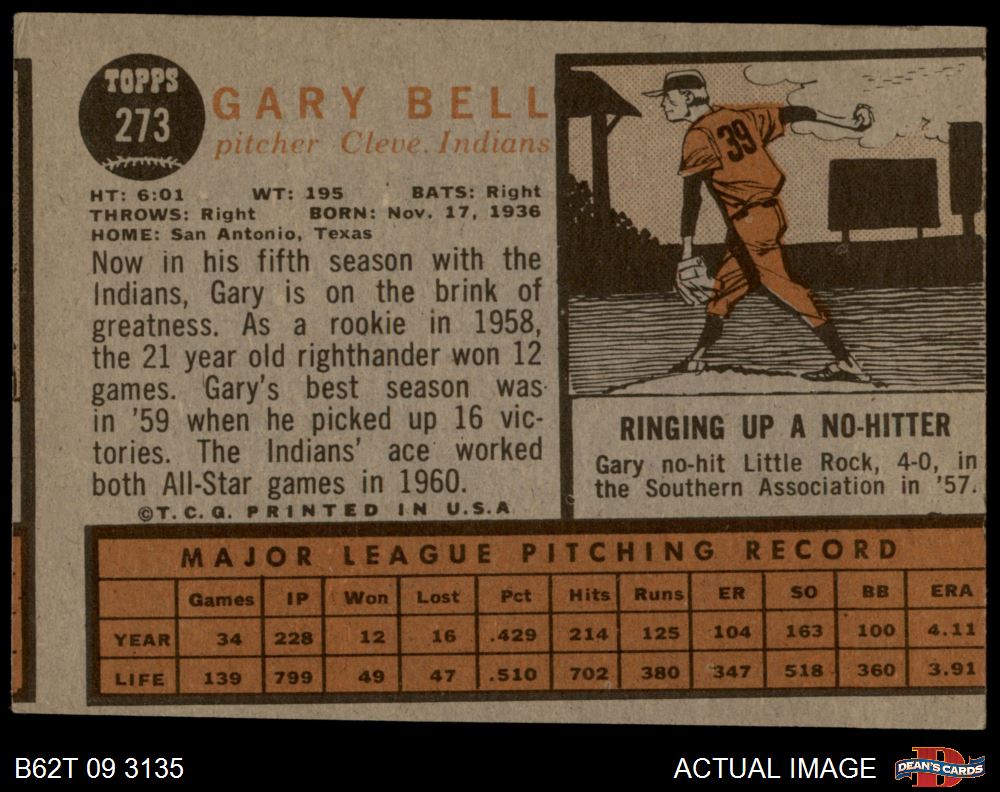 TOPPS
273
GARY BELL
pitcher Cleve. Indians
HT: 6:01 WT: 195 BATS: Right
THROWS: Right BORN: Nov. 17, 1936
HOME: San Antonio, Texas
Now in his fifth season with the
Indians, Gary is on the brink of
greatness. As a rookie in 1958,
the 21 year old righthander won 12
games. Gary's best season was
in '59 when he picked up 16 vic-
tories. The Indians' ace worked
both All-Star games in 1960.
©T.C.G. PRINTED IN U.S.A
39
RINGING UP A NO-HITTER
Gary no-hit Little Rock, 4-0, in
the Southern Association in '57.
MAJOR LEAGUE PITCHING RECORD
Games IP Won Lost Pct Hits Runs ER SO BB ERA
YEAR 34 228 12 16 .429 214 125 104 163 100 4.11
LIFE 139 799 49 47 .510 702 380 347 518 360 3.91
B62T 09 3135
ACTUAL IMAGE
DEAN'S CARDS